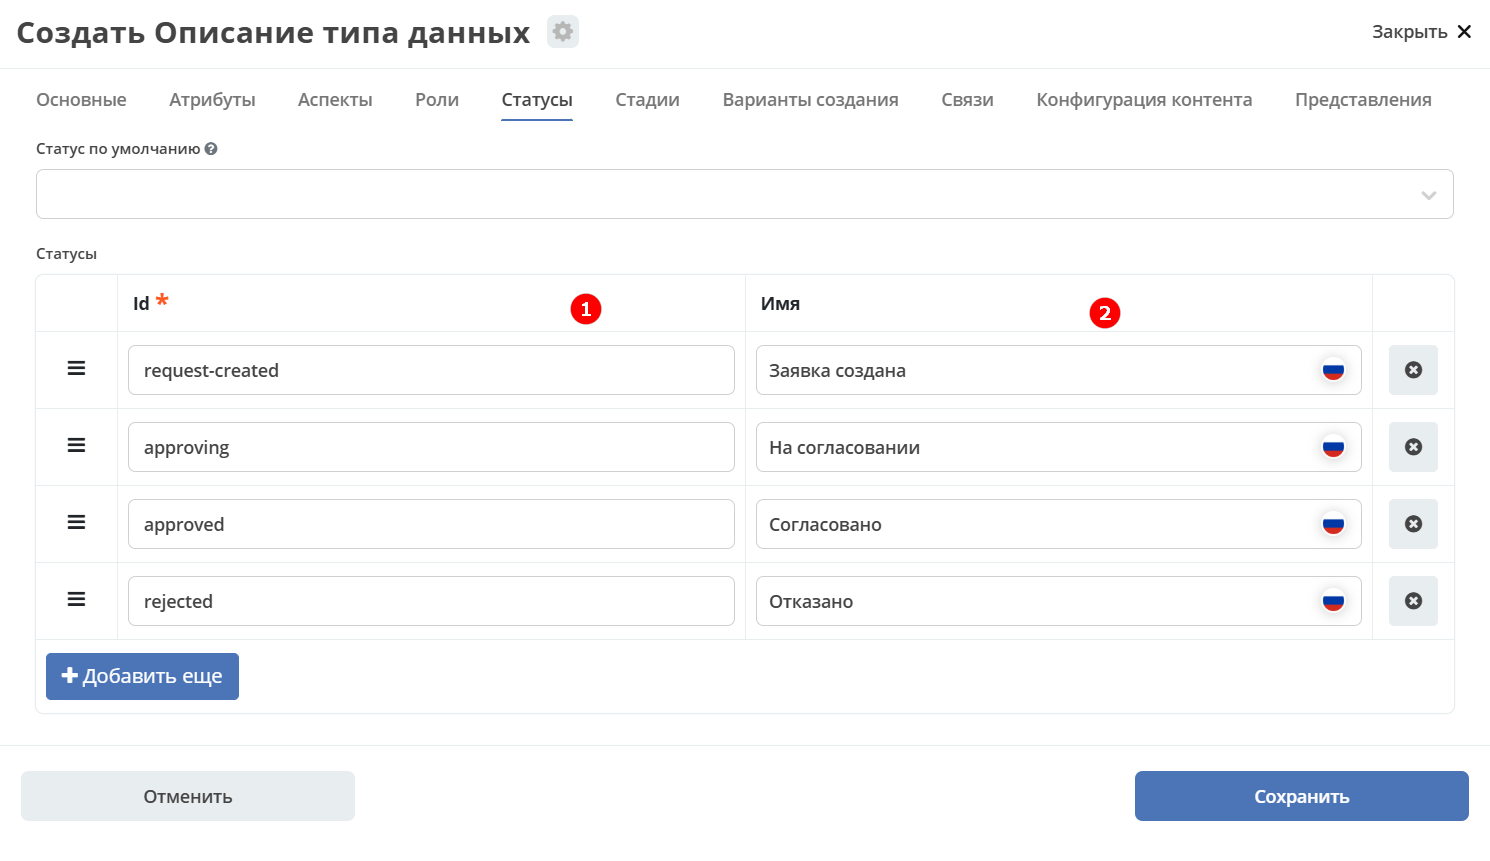 Создать Описание типа данных
Закрыть
Основные Атрибуты Аспекты Роли Статусы Стадии Варианты создания Связи Конфигурация контента Представления
Статус по умолчанию ?
Статусы
Id * 1 Имя 2
request-created Заявка создана
approving На согласовании
approved Согласовано
rejected Отказано
+ Добавить еще
Отменить Сохранить